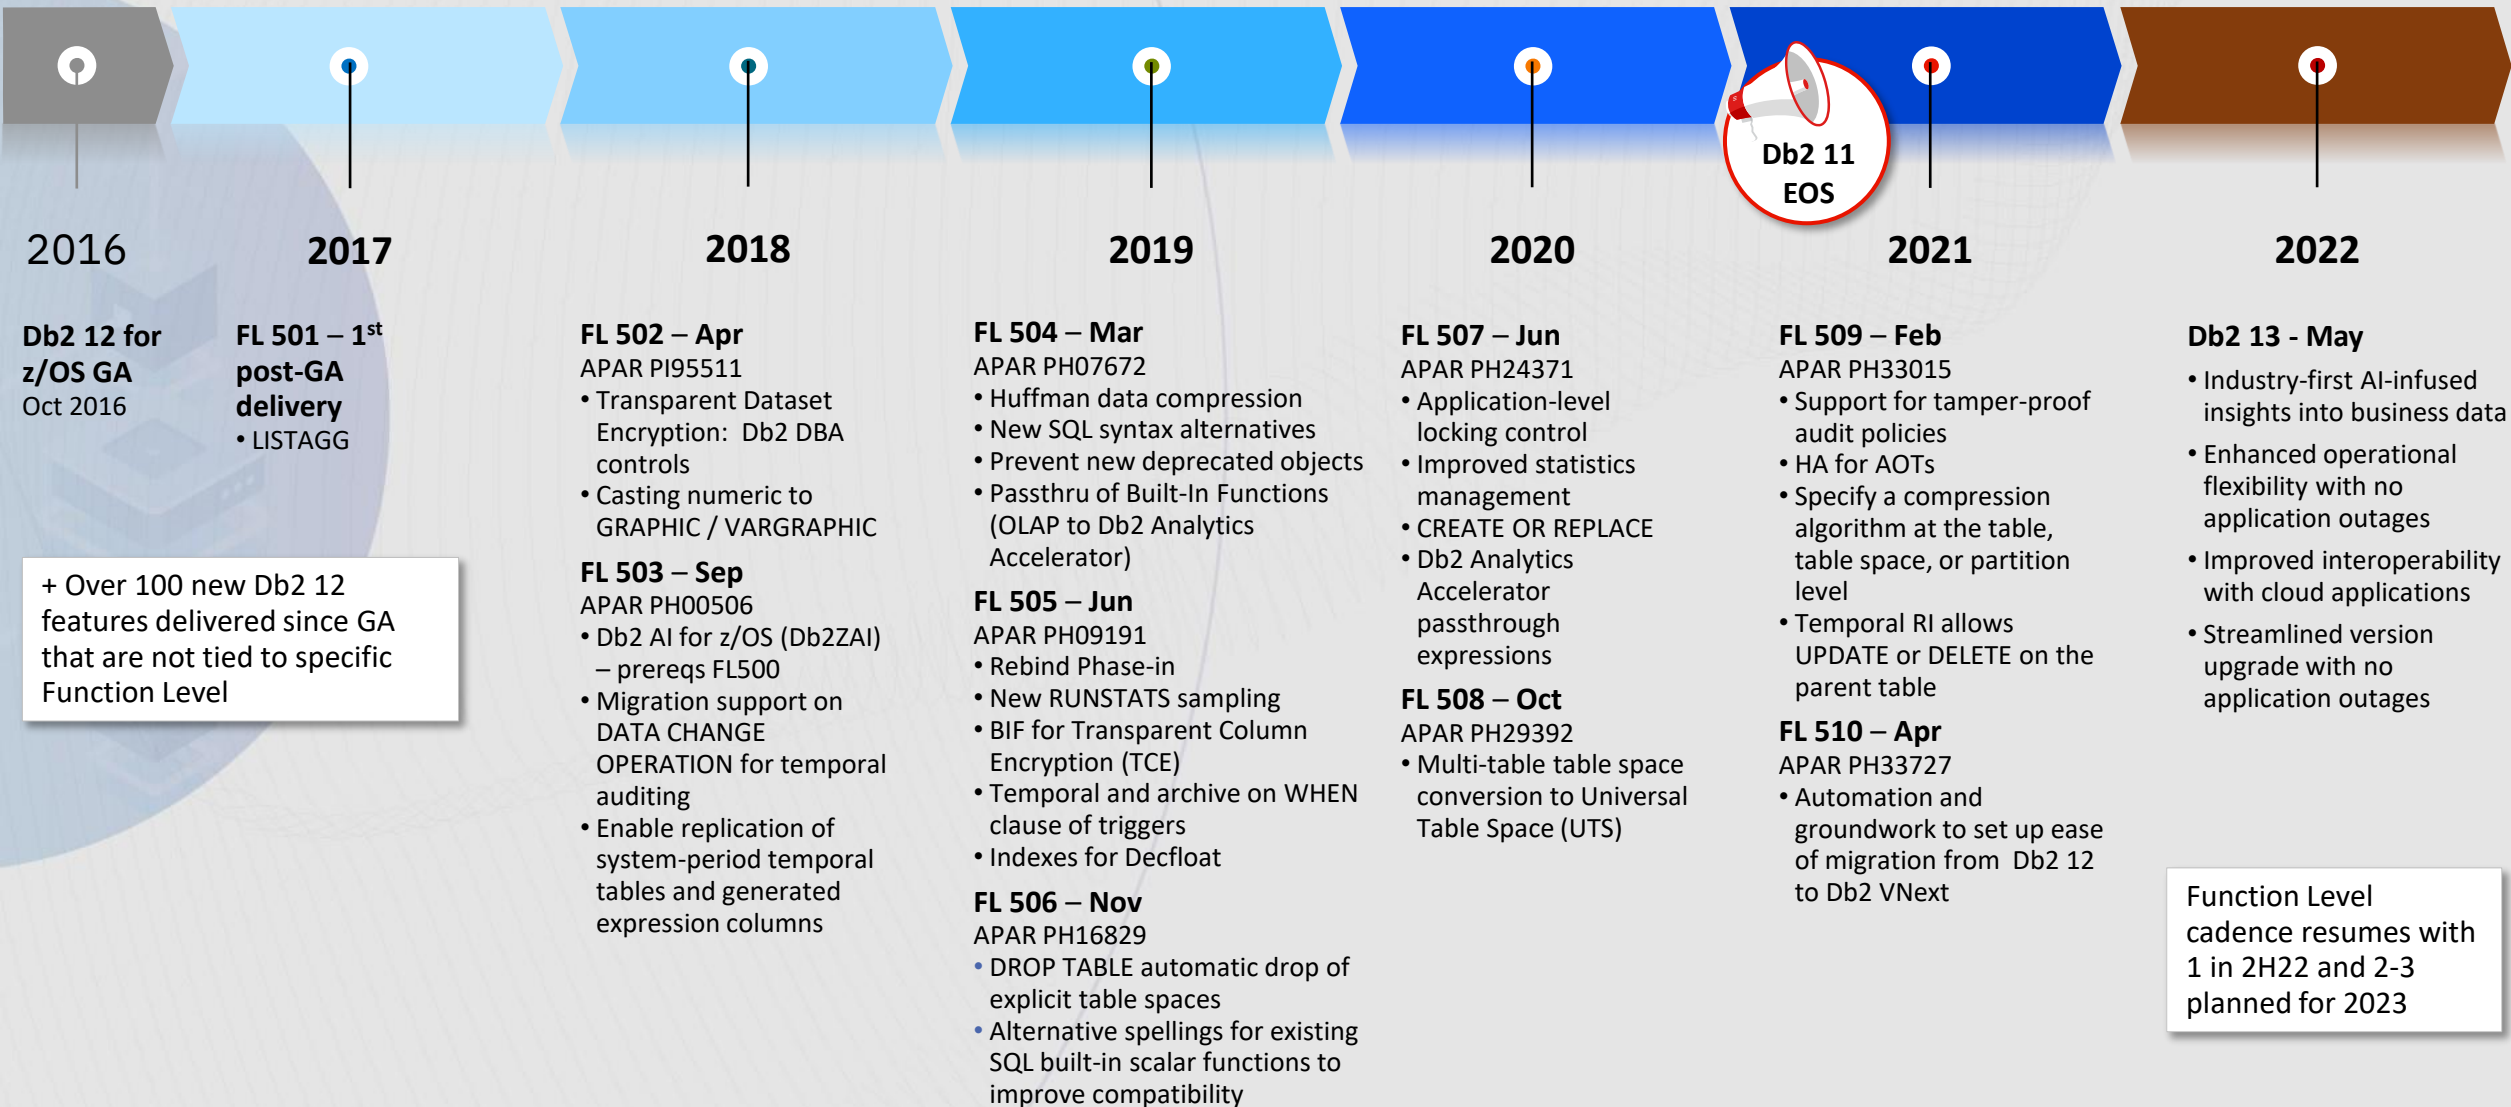 Db2 11
EOS
2016
Db2 12 for
z/OS GA
Oct 2016
2017
FL 501 – 1st
post-GA
delivery
• LISTAGG
+ Over 100 new Db2 12
features delivered since GA
that are not tied to specific
Function Level
2018
FL 502 – Apr
APAR PI95511
• Transparent Dataset
Encryption: Db2 DBA
controls
• Casting numeric to
GRAPHIC / VARGRAPHIC
FL 503 – Sep
APAR PH00506
• Db2 AI for z/OS (Db2ZAI)
– prereqs FL500
• Migration support on
DATA CHANGE
OPERATION for temporal
auditing
• Enable replication of
system-period temporal
tables and generated
expression columns
2019
FL 504 – Mar
APAR PH07672
• Huffman data compression
• New SQL syntax alternatives
• Prevent new deprecated objects
• Passthru of Built-In Functions
(OLAP to Db2 Analytics
Accelerator)
FL 505 – Jun
APAR PH09191
• Rebind Phase-in
• New RUNSTATS sampling
• BIF for Transparent Column
Encryption (TCE)
• Temporal and archive on WHEN
clause of triggers
• Indexes for Decfloat
FL 506 – Nov
APAR PH16829
• DROP TABLE automatic drop of
explicit table spaces
• Alternative spellings for existing
SQL built-in scalar functions to
improve compatibility
2020
FL 507 – Jun
APAR PH24371
• Application-level
locking control
• Improved statistics
management
• CREATE OR REPLACE
• Db2 Analytics
Accelerator
passthrough
expressions
FL 508 – Oct
APAR PH29392
• Multi-table table space
conversion to Universal
Table Space (UTS)
2021
FL 509 – Feb
APAR PH33015
• Support for tamper-proof
audit policies
• HA for AOTs
• Specify a compression
algorithm at the table,
table space, or partition
level
• Temporal RI allows
UPDATE or DELETE on the
parent table
FL 510 – Apr
APAR PH33727
• Automation and
groundwork to set up ease
of migration from Db2 12
to Db2 VNext
2022
Db2 13 - May
• Industry-first AI-infused
insights into business data
• Enhanced operational
flexibility with no
application outages
• Improved interoperability
with cloud applications
• Streamlined version
upgrade with no
application outages
Function Level
cadence resumes with
1 in 2H22 and 2-3
planned for 2023